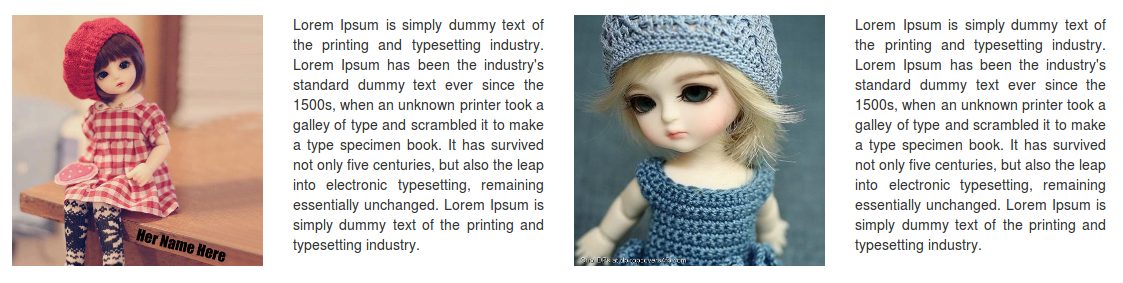 Lorem Ipsum is simply dummy text of
the printing and typesetting industry.
Lorem Ipsum has been the industry's
standard dummy text ever since the
1500s, when an unknown printer took a
galley of type and scrambled it to make
a type specimen book. It has survived
not only five centuries, but also the leap
into electronic typesetting, remaining
essentially unchanged. Lorem Ipsum is
simply dummy text of the printing and
typesetting industry.
Her Name Here
Lorem Ipsum is simply dummy text of
the printing and typesetting industry.
Lorem Ipsum has been the industry's
standard dummy text ever since the
1500s, when an unknown printer took a
galley of type and scrambled it to make
a type specimen book. It has survived
not only five centuries, but also the leap
into electronic typesetting, remaining
essentially unchanged. Lorem Ipsum is
simply dummy text of the printing and
typesetting industry.